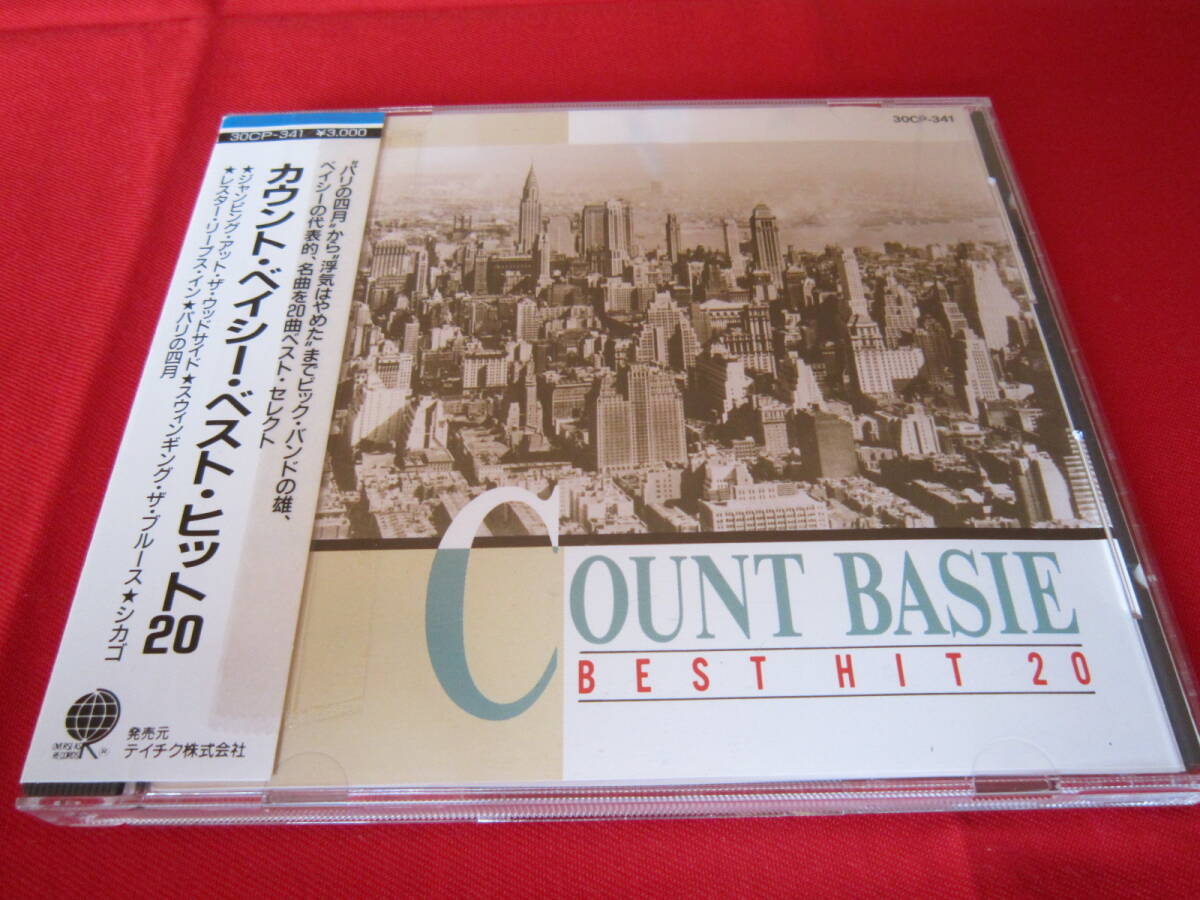 30CP-341 ¥3.000
"パリの四月"から"浮気はやめた"までビック・バンドの雄、
ベイシーの代表的、名曲を20曲ベスト・セレクト
カウント・ベイシー・ベスト・ヒット20
★ジャンピング・アット・ザ・ウッドサイド★スウィンギング・ザ・ブルース★シカゴ
★レスター・リープス・イン★パリの四月
OVERSEAS
RECORDS
R
発売元
テイチク株式会社
30CP-341
COUNT BASIE
BEST HIT 20